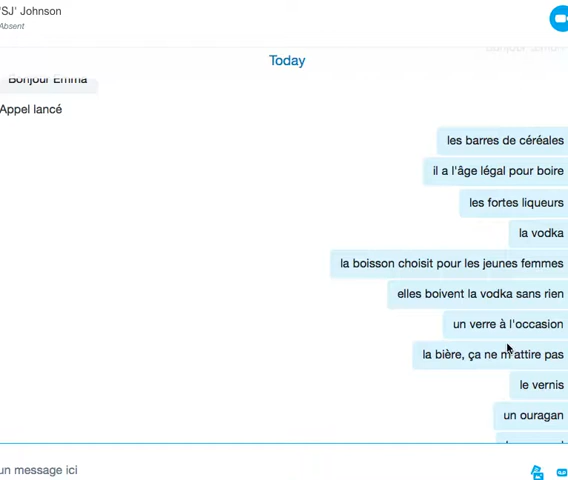 'SJ' Johnson
Absent
Today
Bonjour Emma
Appel lancé
les barres de céréales
il a l'âge légal pour boire
les fortes liqueurs
la vodka
la boisson choisit pour les jeunes femmes
elles boivent la vodka sans rien
un verre à l'occasion
la bière, ça ne m'attire pas
le vernis
un ouragan
un message ici